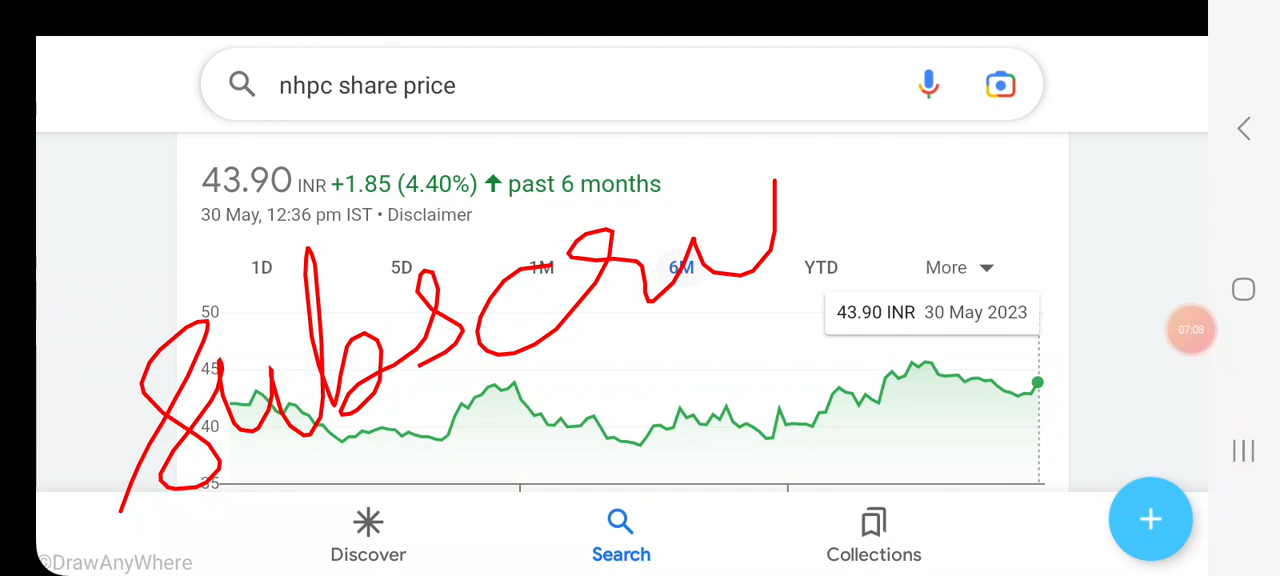 nhpc share price
43.90 INR +1.85 (4.40%) ↑ past 6 months
30 May, 12:36 pm IST • Disclaimer
1D 5D 1M 6M YTD More
43.90 INR 30 May 2023
50
45
40
35
07:08
Discover Search Collections
©DrawAnyWhere